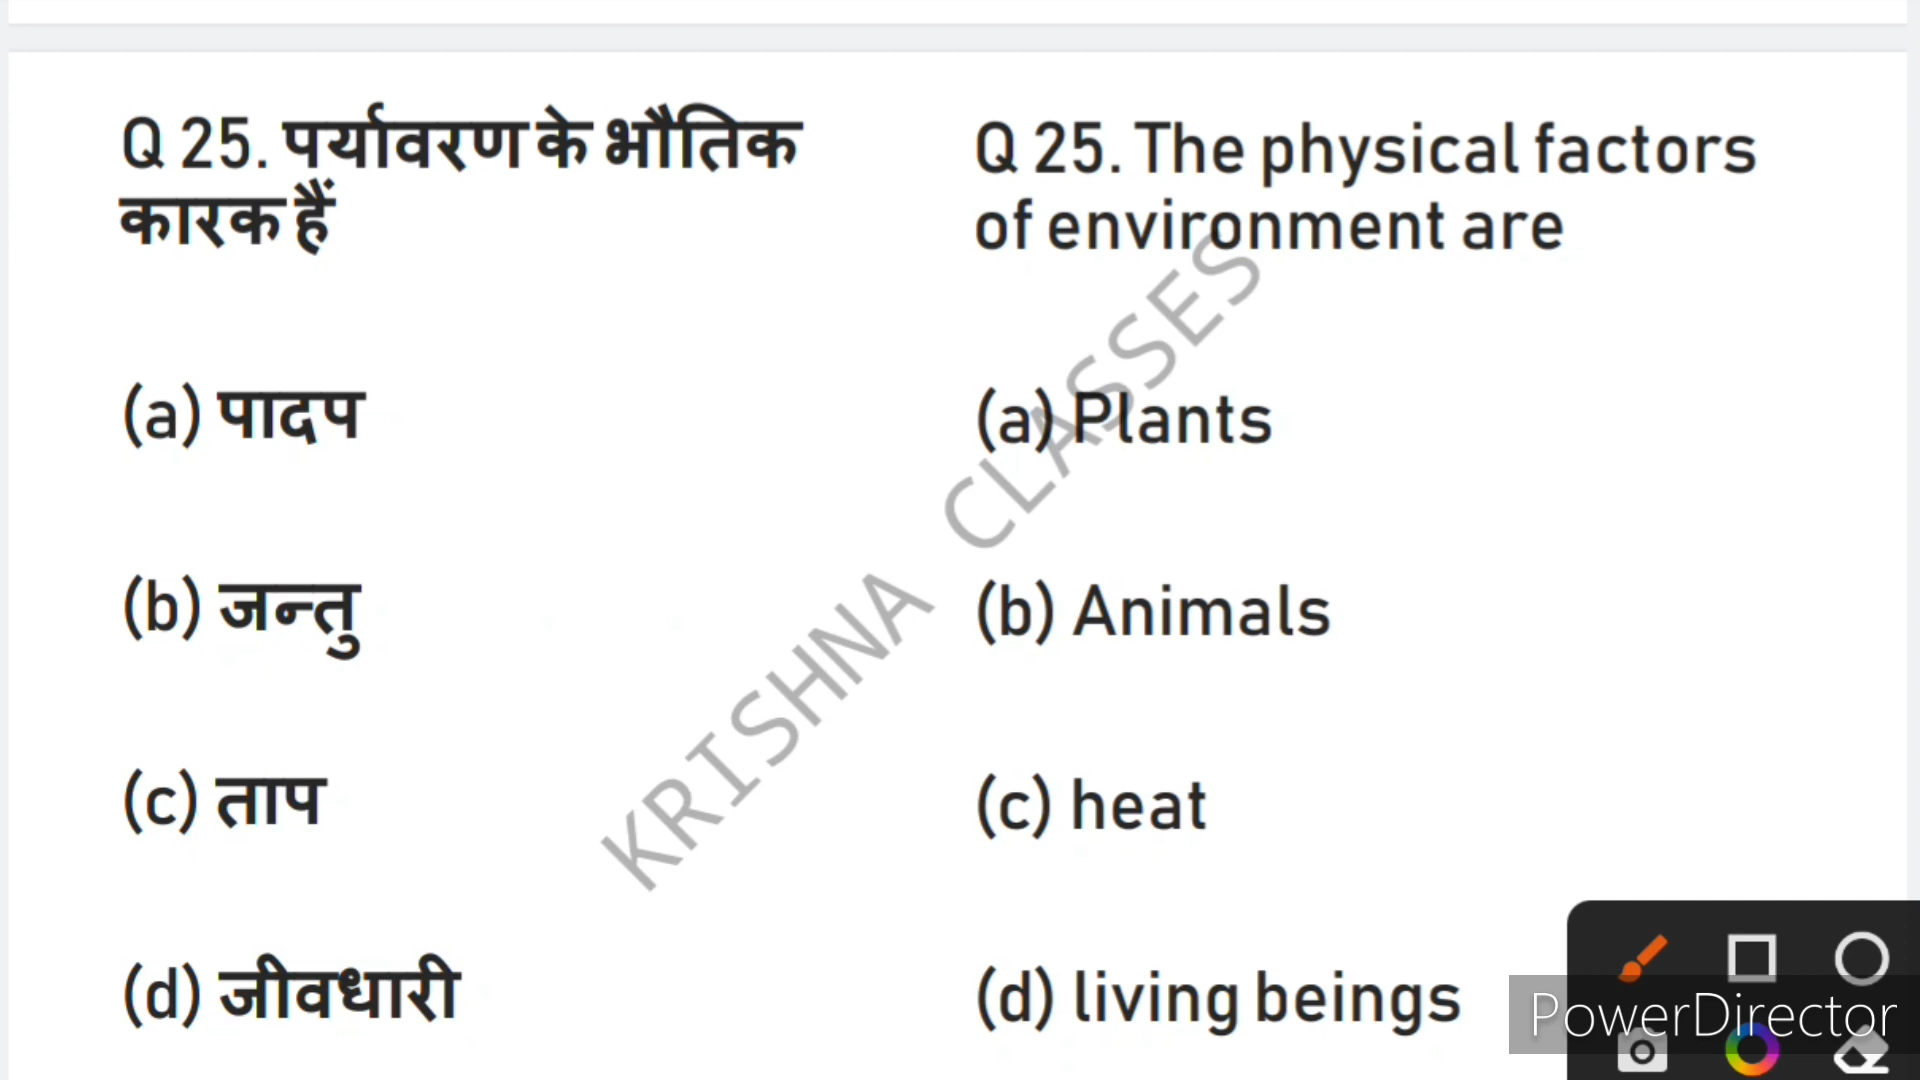 Q 25. पर्यावरण के भौतिक
कारक हैं
(a) पादप
(b) जन्तु
(c) ताप
(d) जीवधारी
Q 25. The physical factors
of environment are
(a) Plants
(b) Animals
(c) heat
(d) living beings
KRISHNA CLASSES
PowerDirector